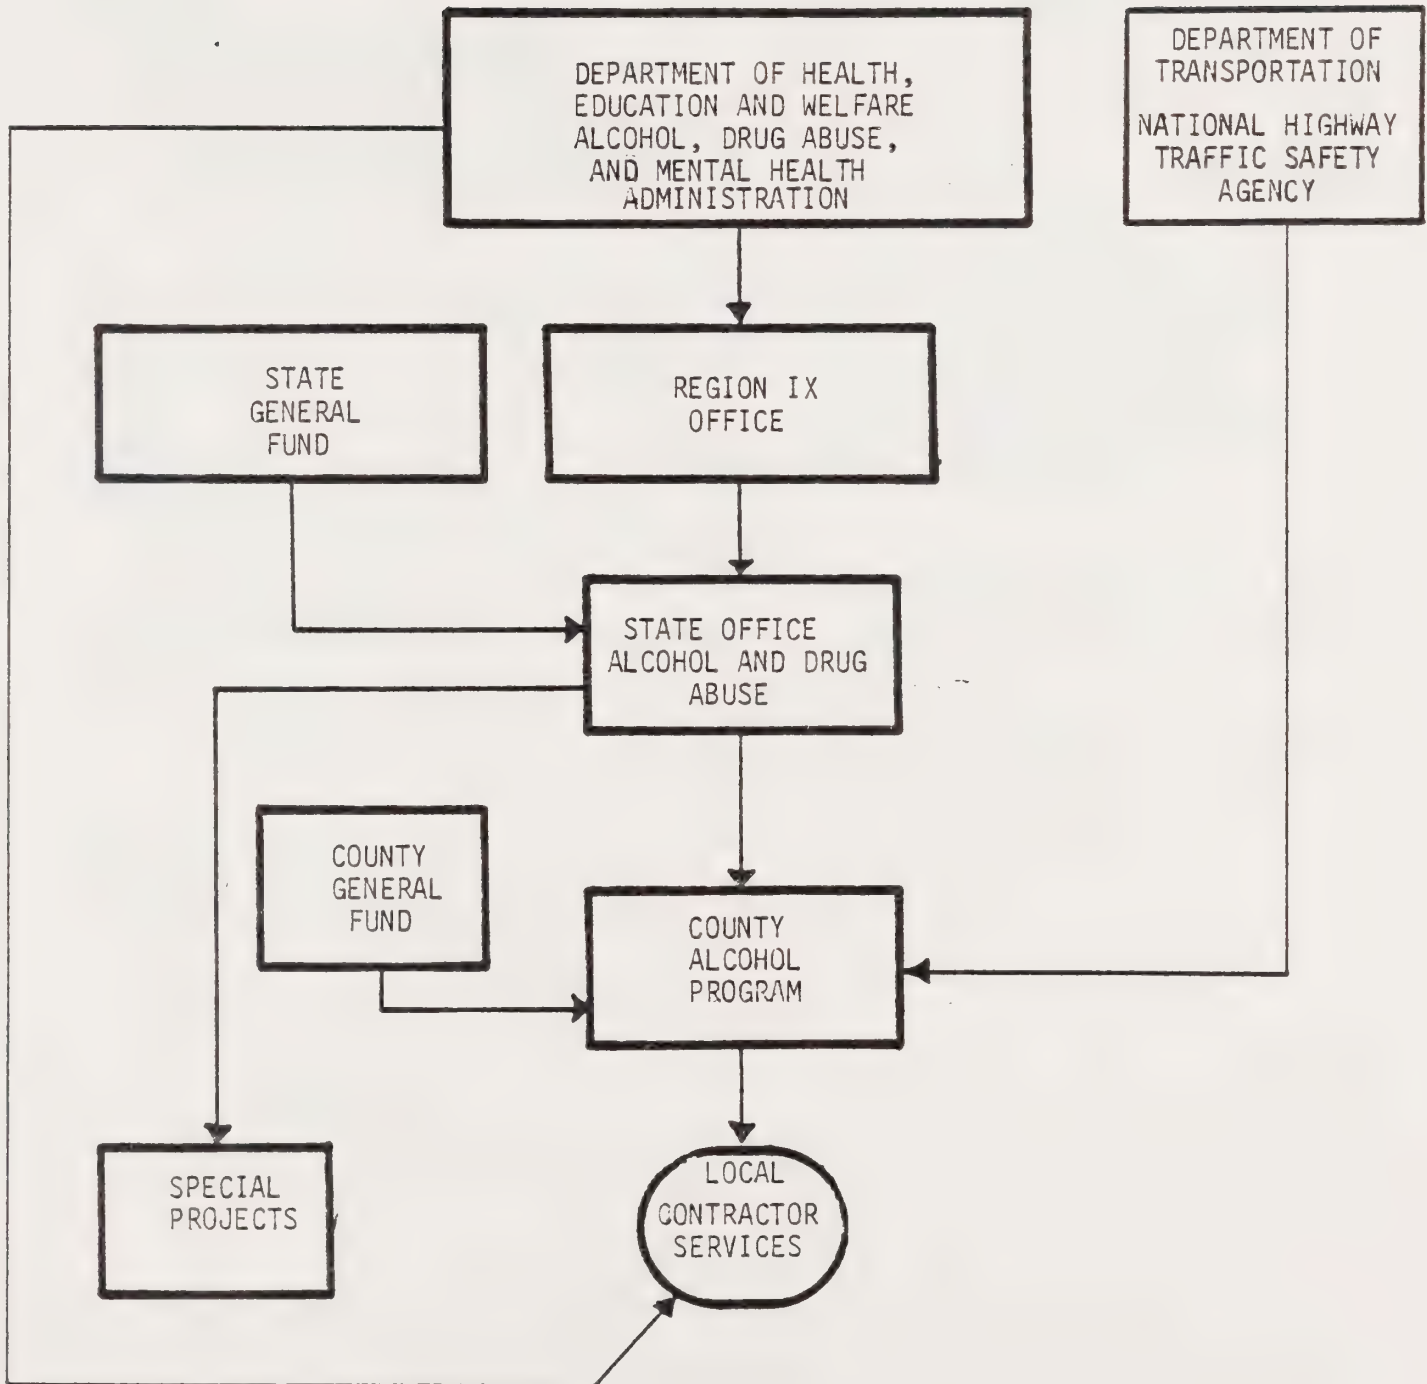 DEPARTMENT OF HEALTH,
EDUCATION AND WELFARE
ALCOHOL, DRUG ABUSE,
AND MENTAL HEALTH
ADMINISTRATION
DEPARTMENT OF
TRANSPORTATION
NATIONAL HIGHWAY
TRAFFIC SAFETY
AGENCY
STATE
GENERAL
FUND
REGION IX
OFFICE
STATE OFFICE
ALCOHOL AND DRUG
ABUSE
COUNTY
GENERAL
FUND
COUNTY
ALCOHOL
PROGRAM
SPECIAL
PROJECTS
LOCAL
CONTRACTOR
SERVICES